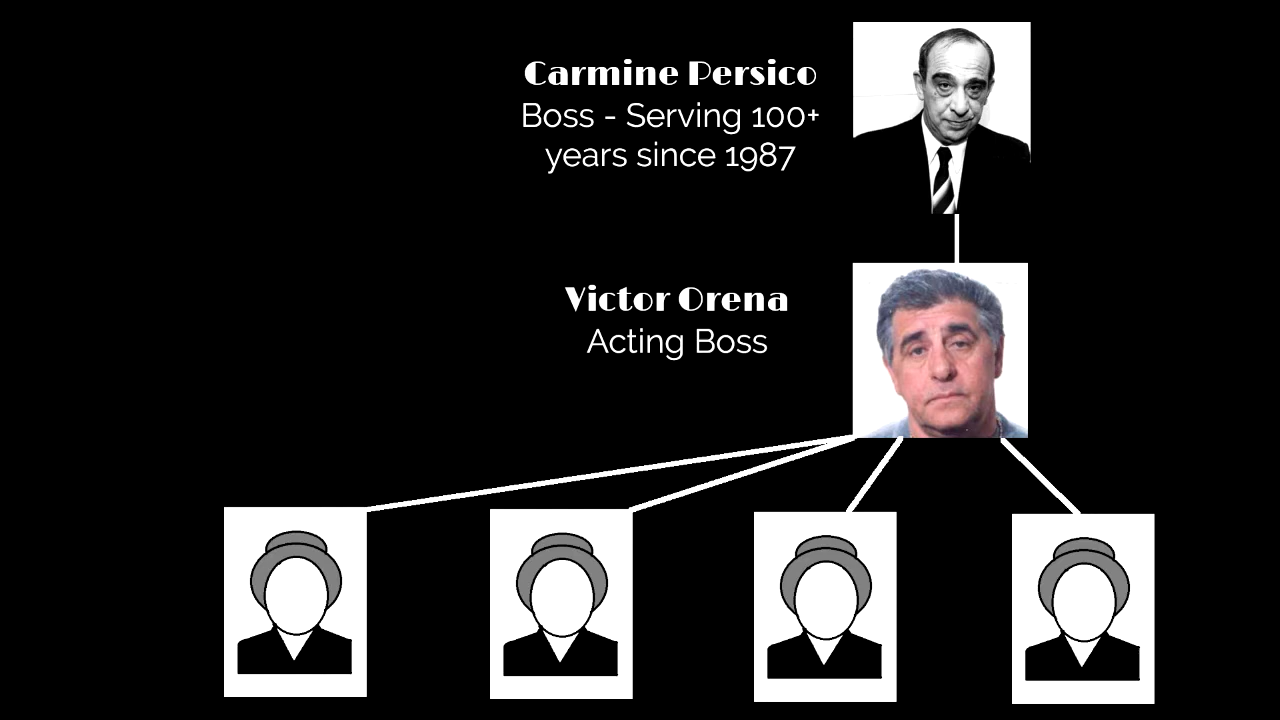 Carmine Persico
Boss - Serving 100+
years since 1987
Victor Orena
Acting Boss